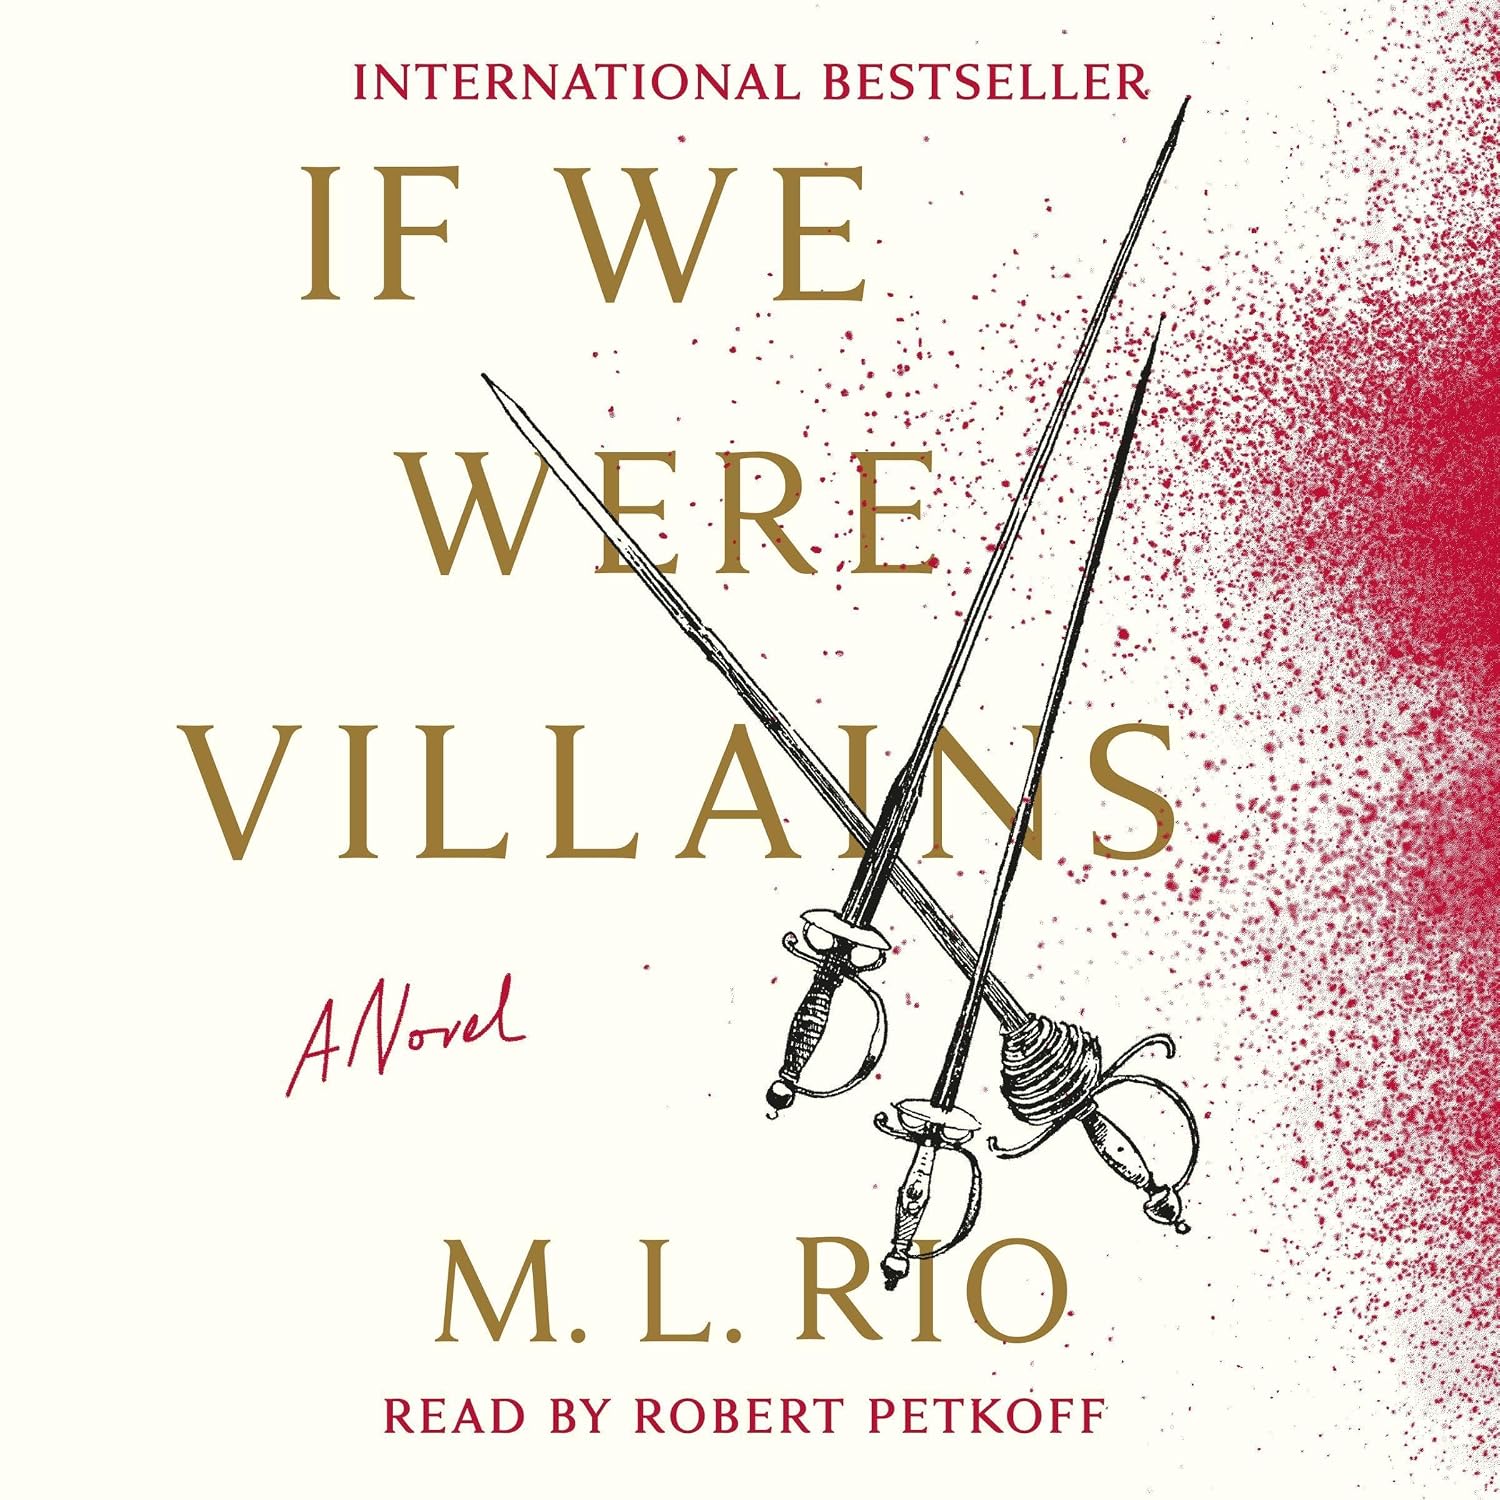 INTERNATIONAL BESTSELLER
IF WE
WERE
VILLAINS
A Novel
M. L. RIO
READ BY ROBERT PETKOFF